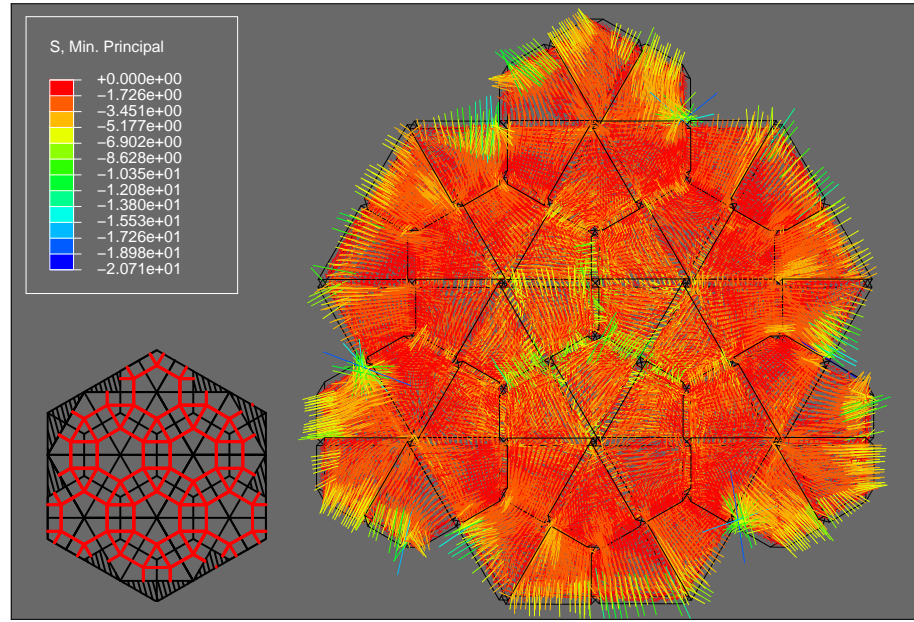 S, Min. Principal
+0.000e+00
−1.726e+00
−3.451e+00
−5.177e+00
−6.902e+00
−8.628e+00
−1.035e+01
−1.208e+01
−1.380e+01
−1.553e+01
−1.726e+01
−1.898e+01
−2.071e+01